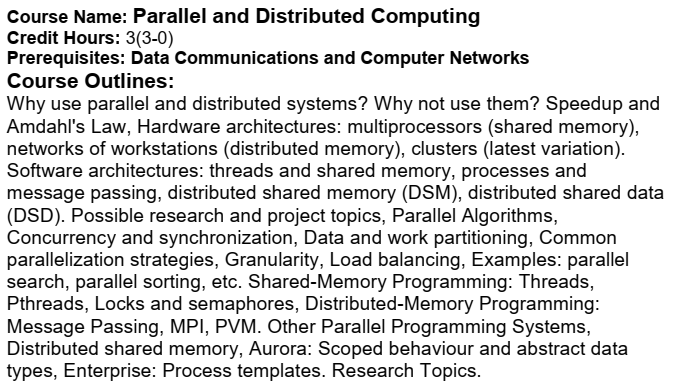 Course Name: Parallel and Distributed Computing
Credit Hours: 3(3-0)
Prerequisites: Data Communications and Computer Networks
Course Outlines:
Why use parallel and distributed systems? Why not use them? Speedup and
Amdahl's Law, Hardware architectures: multiprocessors (shared memory),
networks of workstations (distributed memory), clusters (latest variation).
Software architectures: threads and shared memory, processes and
message passing, distributed shared memory (DSM), distributed shared data
(DSD). Possible research and project topics, Parallel Algorithms,
Concurrency and synchronization, Data and work partitioning, Common
parallelization strategies, Granularity, Load balancing, Examples: parallel
search, parallel sorting, etc. Shared-Memory Programming: Threads,
Pthreads, Locks and semaphores, Distributed-Memory Programming:
Message Passing, MPI, PVM. Other Parallel Programming Systems,
Distributed shared memory, Aurora: Scoped behaviour and abstract data
types, Enterprise: Process templates. Research Topics.